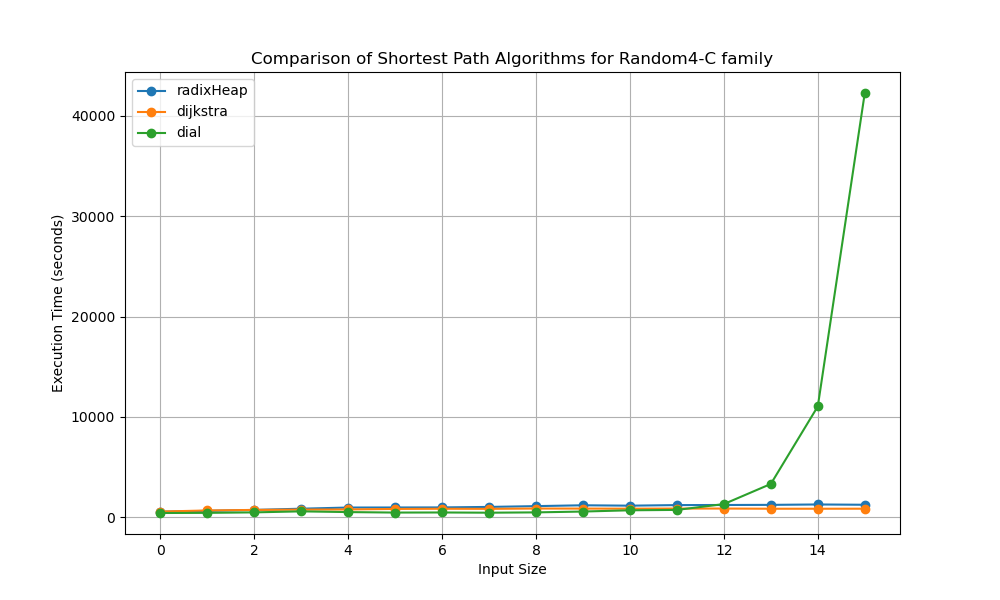 Comparison of Shortest Path Algorithms for Random4-C family
radixHeap
dijkstra
dial
Execution Time (seconds)
40000
30000
20000
10000
0
0 2 4 6 8 10 12 14
Input Size